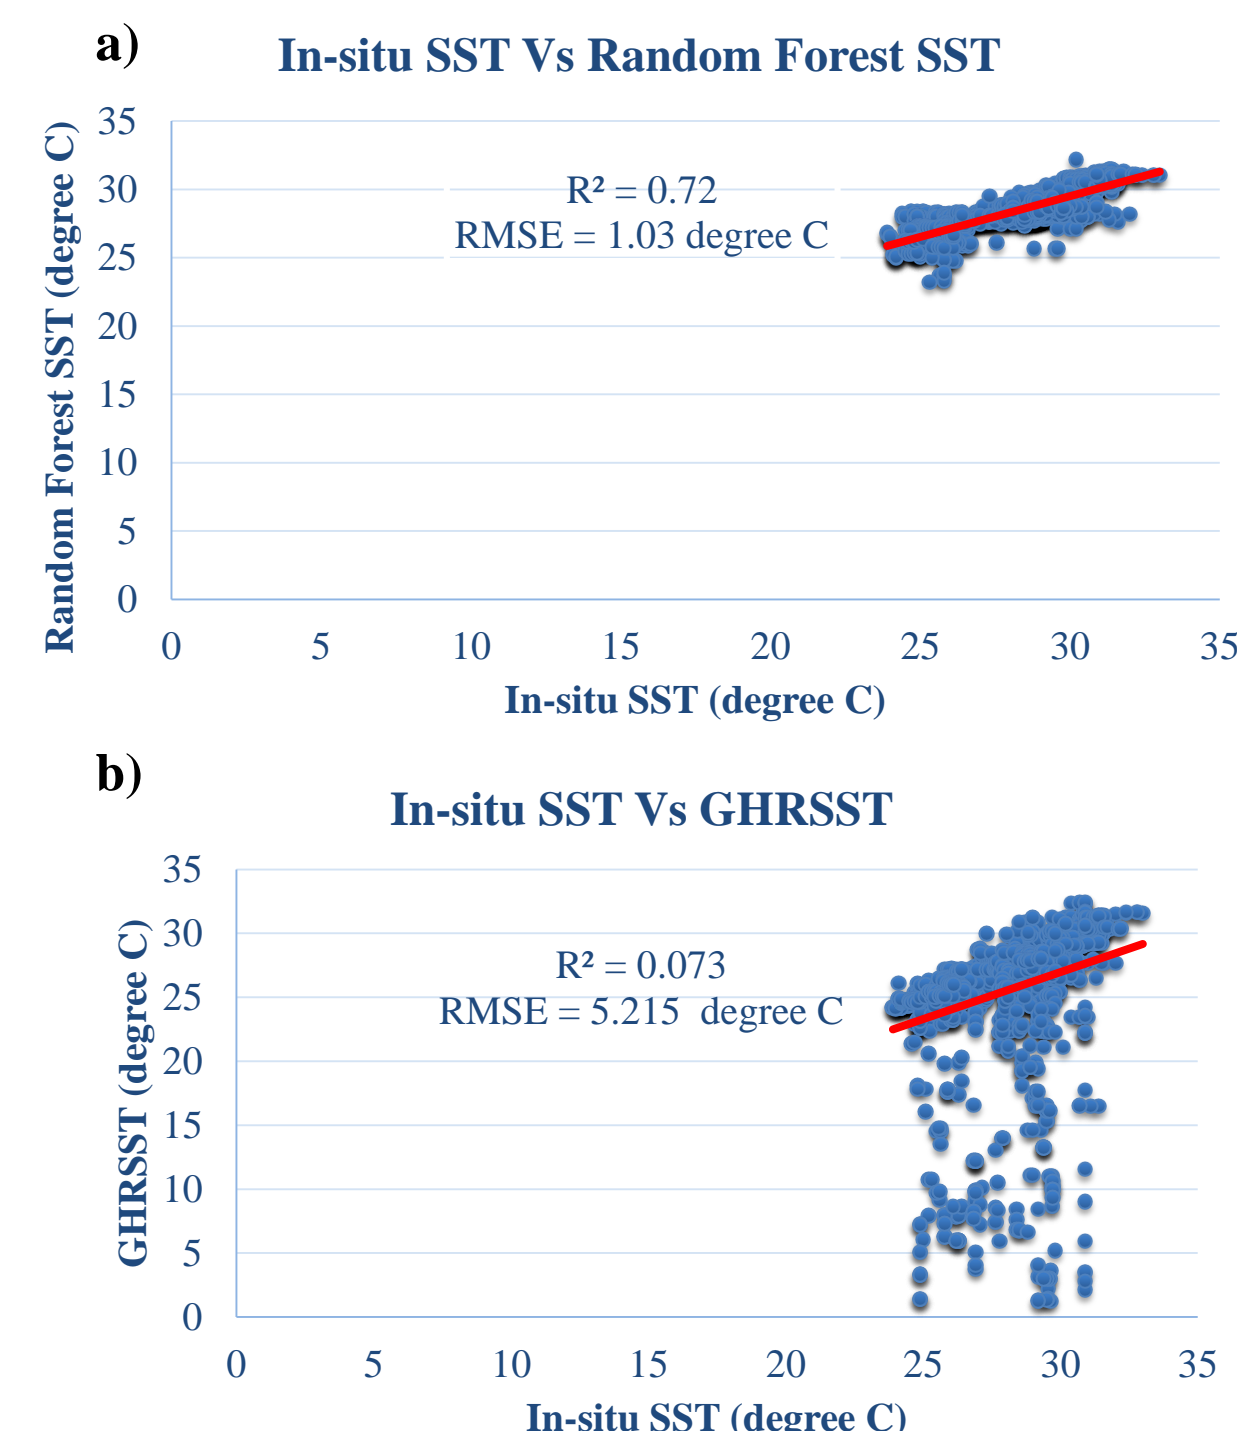 a)
In-situ SST Vs Random Forest SST
Random Forest SST (degree C)
35
30
25
20
15
10
5
0
R² = 0.72
RMSE = 1.03 degree C
0 5 10 15 20 25 30 35
In-situ SST (degree C)
b)
In-situ SST Vs GHRSST
GHRSST (degree C)
35
30
25
20
15
10
5
0
R² = 0.073
RMSE = 5.215  degree C
0 5 10 15 20 25 30 35
In-situ SST (degree C)